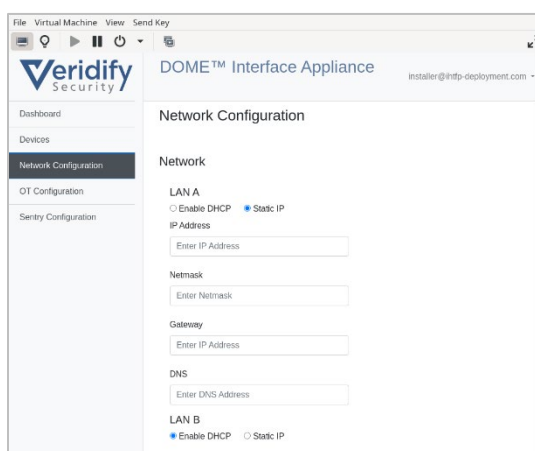 File Virtual Machine View Send Key
Veridify
Security
DOME™ Interface Appliance
installer@ihtfp-deployment.com
Dashboard
Devices
Network Configuration
OT Configuration
Sentry Configuration
Network Configuration
Network
LAN A
Enable DHCP Static IP
IP Address
Enter IP Address
Netmask
Enter Netmask
Gateway
Enter IP Address
DNS
Enter DNS Address
LAN B
Enable DHCP Static IP